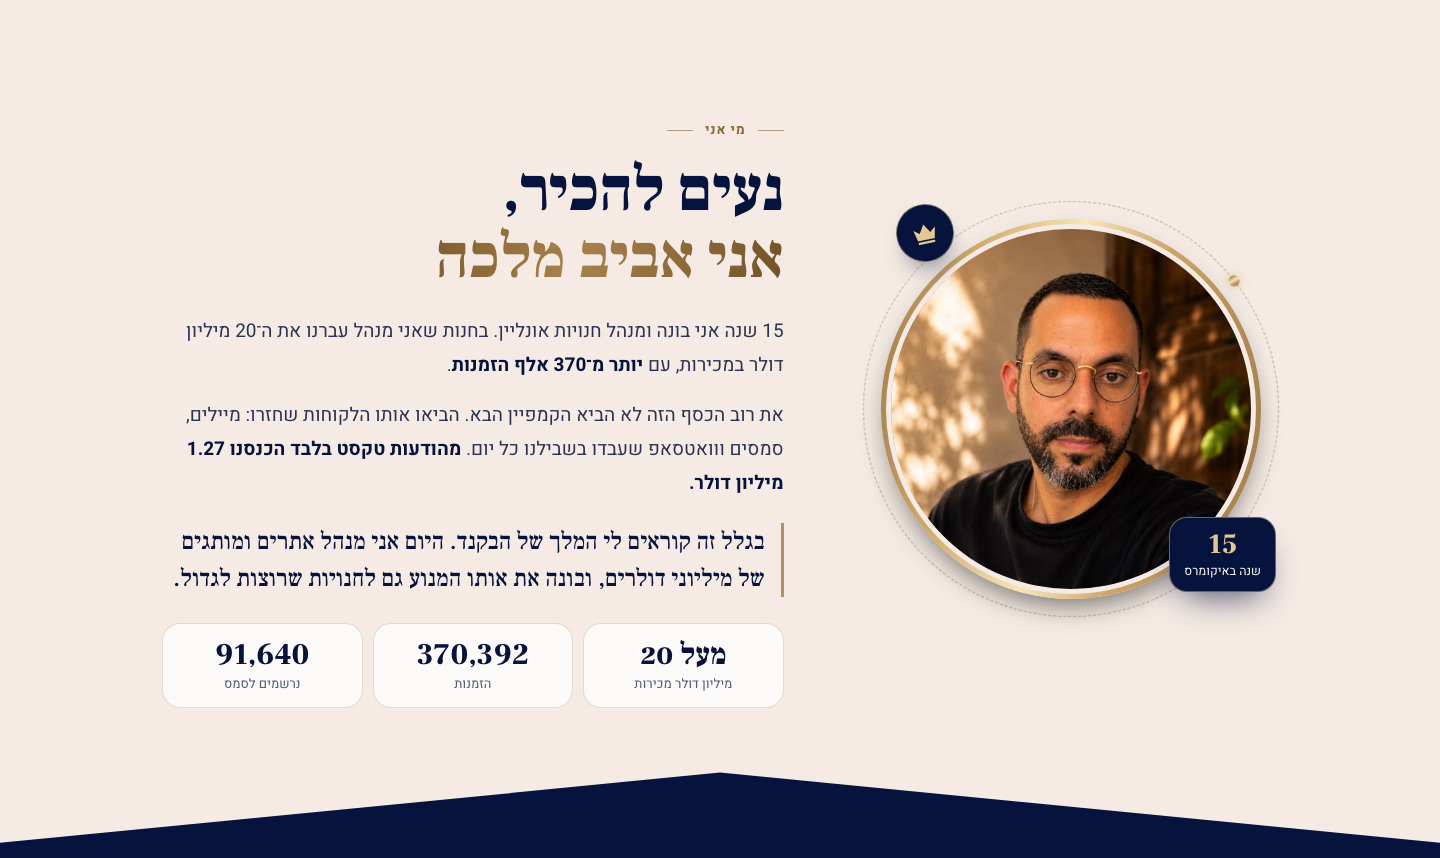 מי אני
נעים להכיר,
אני אביב מלכה
15 שנה אני בונה ומנהל חנויות אונליין. בחנות שאני מנהל עברנו את ה־20 מיליון
דולר במכירות, עם יותר מ־370 אלף הזמנות.
את רוב הכסף הזה לא הביא הקמפיין הבא. הביאו אותו הלקוחות שחזרו: מיילים,
סמסים ווואטסאפ שעבדו בשבילנו כל יום. מהודעות טקסט בלבד הכנסנו 1.27
מיליון דולר.
בגלל זה קוראים לי המלך של הבקנד. היום אני מנהל אתרים ומותגים
של מיליוני דולרים, ובונה את אותו המנוע גם לחנויות שרוצות לגדול.
מעל 20
מיליון דולר מכירות
370,392
הזמנות
91,640
נרשמים לסמס
15
שנה באיקומרס